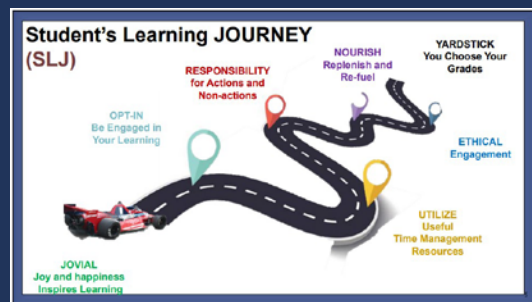 Student's Learning JOURNEY
(SLJ)
JOVIAL
Joy and happiness
Inspires Learning
OPT-IN
Be Engaged in
Your Learning
UTILIZE
Useful
Time Management
Resources
RESPONSIBILITY
for Actions and
Non-actions
NOURISH
Replenish and
Re-fuel
ETHICAL
Engagement
YARDSTICK
You Choose Your
Grades